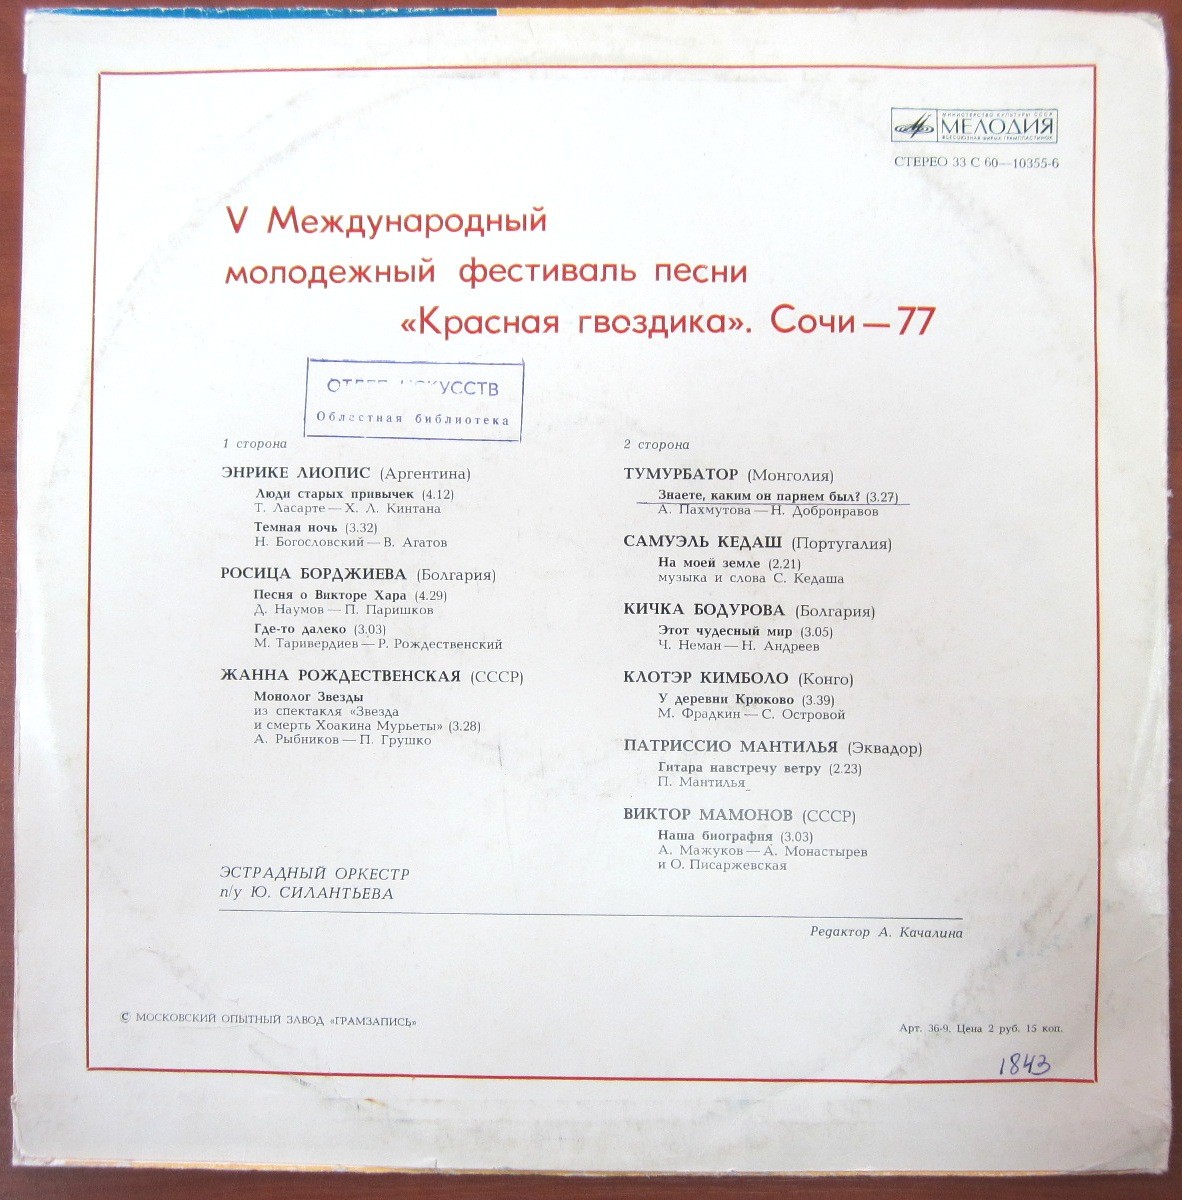 МИНИСТЕРСТВО КУЛЬТУРЫ СССР
МЕЛОДИЯ
ВСЕСОЮЗНАЯ ФИРМА ГРАМПЛАСТИНОК
СТЕРЕО 33 С 60—10355-6
V Международный
молодежный фестиваль песни
«Красная гвоздика». Сочи — 77
Областная библиотека
1 сторона
ЭНРИКЕ ЛИОПИС (Аргентина)
Люди старых привычек (4.12)
Т. Ласарте — Х. Л. Кинтана
Темная ночь (3.32)
Н. Богословский — В. Агатов
РОСИЦА БОРДЖИЕВА (Болгария)
Песня о Викторе Хара (4.29)
Д. Наумов — П. Паришков
Где-то далеко (3.03)
М. Таривердиев — Р. Рождественский
ЖАННА РОЖДЕСТВЕНСКАЯ (СССР)
Монолог Звезды
из спектакля «Звезда
и смерть Хоакина Мурьеты» (3.28)
А. Рыбников — П. Грушко
2 сторона
ТУМУРБАТОР (Монголия)
Знаете, каким он парнем был? (3.27)
А. Пахмутова — Н. Добронравов
САМУЭЛЬ КЕДАШ (Португалия)
На моей земле (2.21)
музыка и слова С. Кедаша
КИЧКА БОДУРОВА (Болгария)
Этот чудесный мир (3.05)
Ч. Неман — Н. Андреев
КЛОТЭР КИМБОЛО (Конго)
У деревни Крюково (3.39)
М. Фрадкин — С. Островой
ПАТРИССИО МАНТИЛЬЯ (Эквадор)
Гитара навстречу ветру (2.23)
П. Мантилья
ВИКТОР МАМОНОВ (СССР)
Наша биография (3.03)
А. Мажуков — А. Монастырев
и О. Писаржевская
ЭСТРАДНЫЙ ОРКЕСТР
п/у Ю. СИЛАНТЬЕВА
Редактор А. Качалина
© МОСКОВСКИЙ ОПЫТНЫЙ ЗАВОД «ГРАМЗАПИСЬ»
Арт. 36-9. Цена 2 руб. 15 коп.
1843